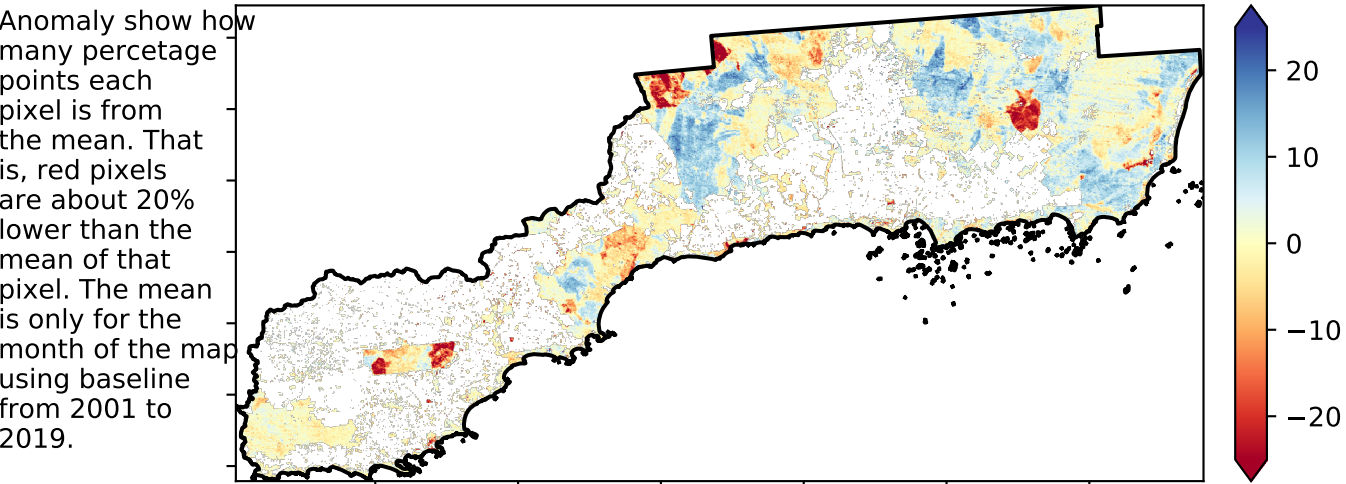 Anomaly show how
many percetage
points each
pixel is from
the mean. That
is, red pixels
are about 20%
lower than the
mean of that
pixel. The mean
is only for the
month of the map
using baseline
from 2001 to
2019.
20
10
0
−10
−20